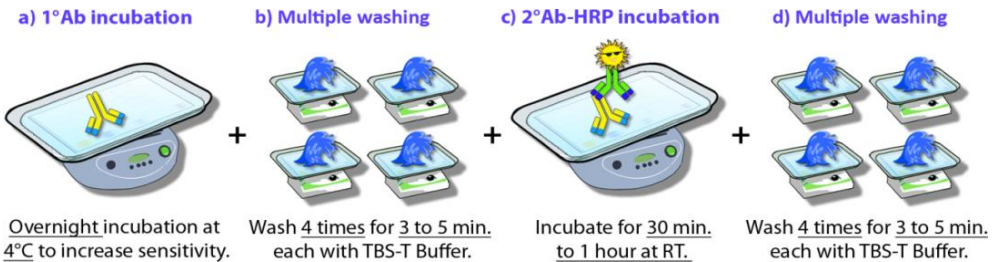 a) 1°Ab incubation
b) Multiple washing
c) 2°Ab-HRP incubation
d) Multiple washing
+
+
+
Overnight incubation at
4°C to increase sensitivity.
Wash 4 times for 3 to 5 min.
each with TBS-T Buffer.
Incubate for 30 min.
to 1 hour at RT.
Wash 4 times for 3 to 5 min.
each with TBS-T Buffer.